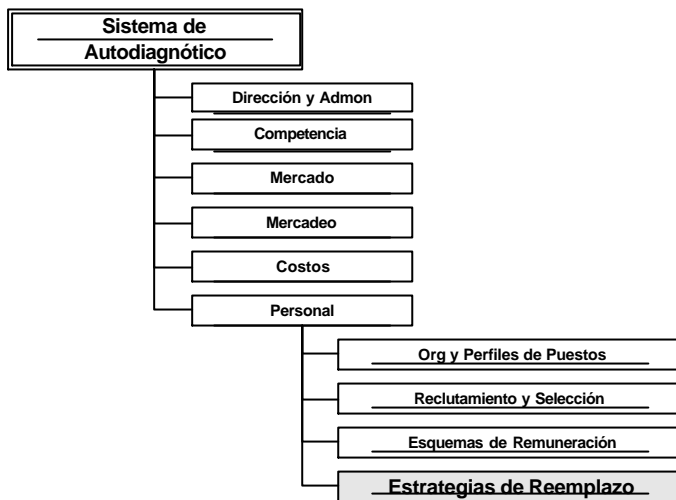 Sistema de
Autodiagnótico
Dirección y Admon
Competencia
Mercado
Mercadeo
Costos
Personal
Org y Perfiles de Puestos
Reclutamiento y Selección
Esquemas de Remuneración
Estrategias de Reemplazo